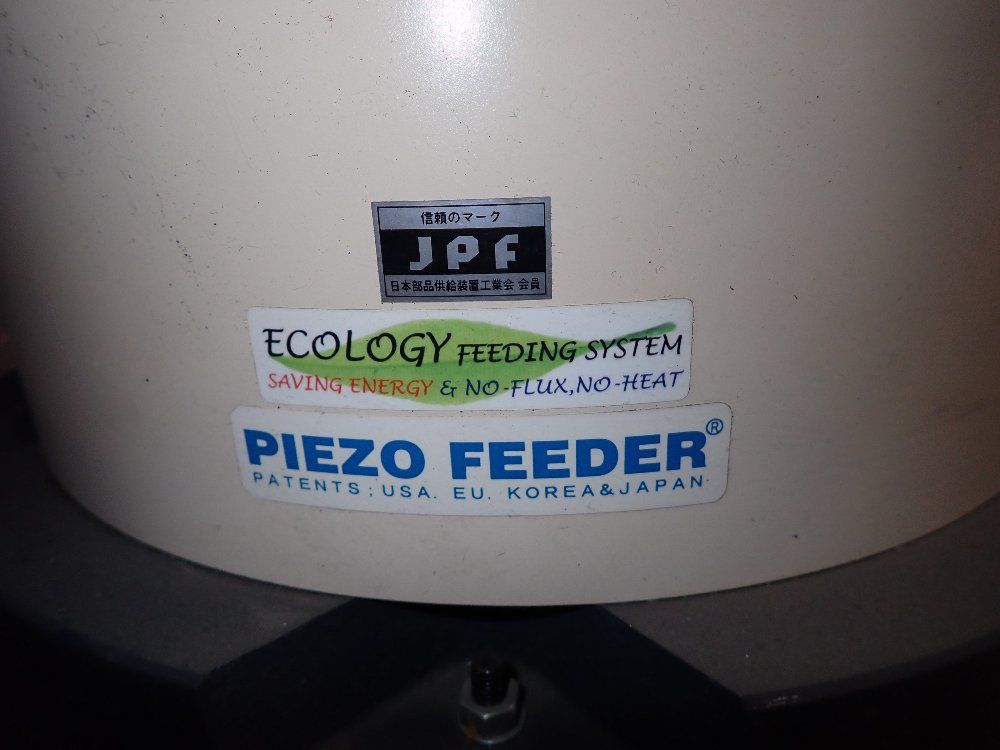 信頼のマーク
JPF
日本部品供給装置工業会 会員
ECOLOGY FEEDING SYSTEM
SAVING ENERGY & NO-FLUX,NO-HEAT
PIEZO FEEDER®
PATENTS; USA. EU. KOREA&JAPAN